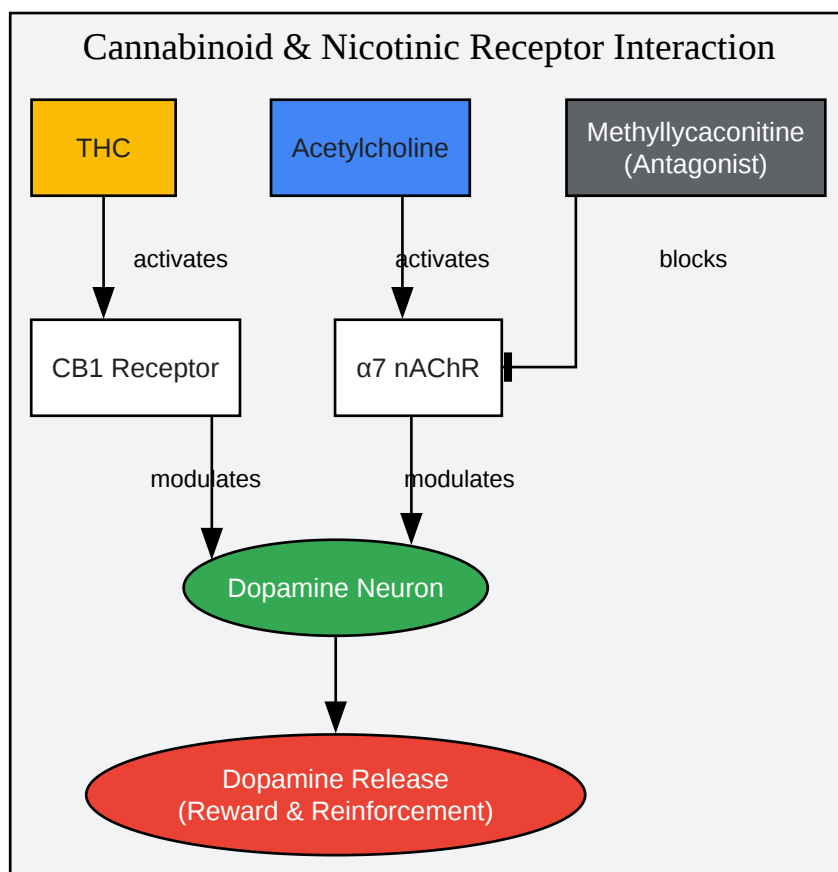 Cannabinoid & Nicotinic Receptor Interaction
THC
Acetylcholine
Methyllycaconitine
(Antagonist)
activates
activates
blocks
CB1 Receptor
α7 nAChR
modulates
modulates
Dopamine Neuron
Dopamine Release
(Reward & Reinforcement)